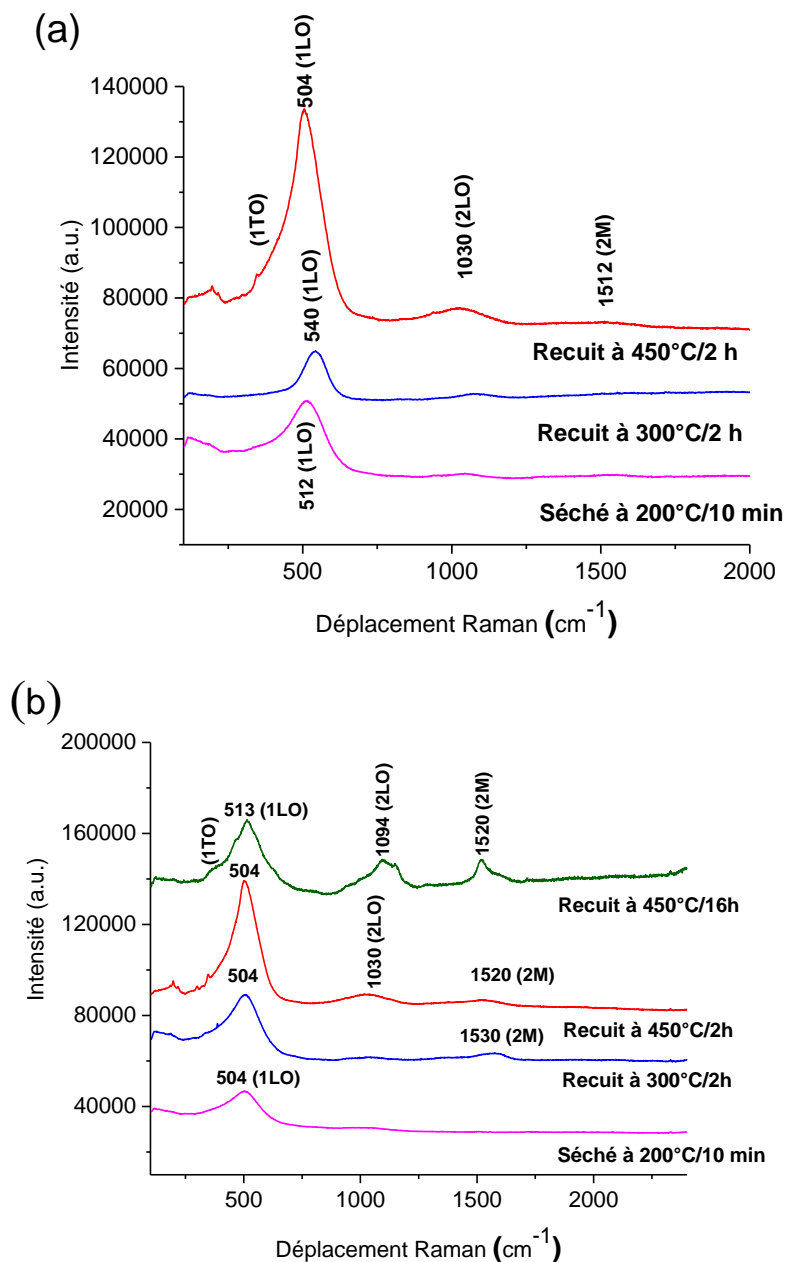 (a)
140000
120000
100000
80000
60000
40000
20000
Intensité (a.u.)
(1TO)
504 (1LO)
540 (1LO)
512 (1LO)
1030 (2LO)
1512 (2M)
Recuit à 450°C/2 h
Recuit à 300°C/2 h
Séché à 200°C/10 min
500
1000
1500
2000
Déplacement Raman (cm⁻¹)
(b)
200000
160000
120000
80000
40000
Intensité (a.u.)
(1TO)
513 (1LO)
1094 (2LO)
1520 (2M)
Recuit à 450°C/16h
504
1030 (2LO)
1520 (2M)
Recuit à 450°C/2h
504
1530 (2M)
Recuit à 300°C/2h
504 (1LO)
Séché à 200°C/10 min
500
1000
1500
2000
Déplacement Raman (cm⁻¹)